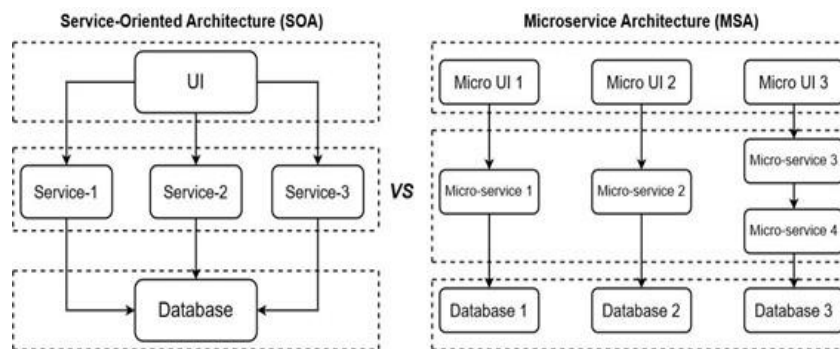 Service-Oriented Architecture (SOA)
UI
Service-1
Service-2
Service-3
Database
VS
Microservice Architecture (MSA)
Micro UI 1
Micro UI 2
Micro UI 3
Micro-service 3
Micro-service 1
Micro-service 2
Micro-service 4
Database 1
Database 2
Database 3